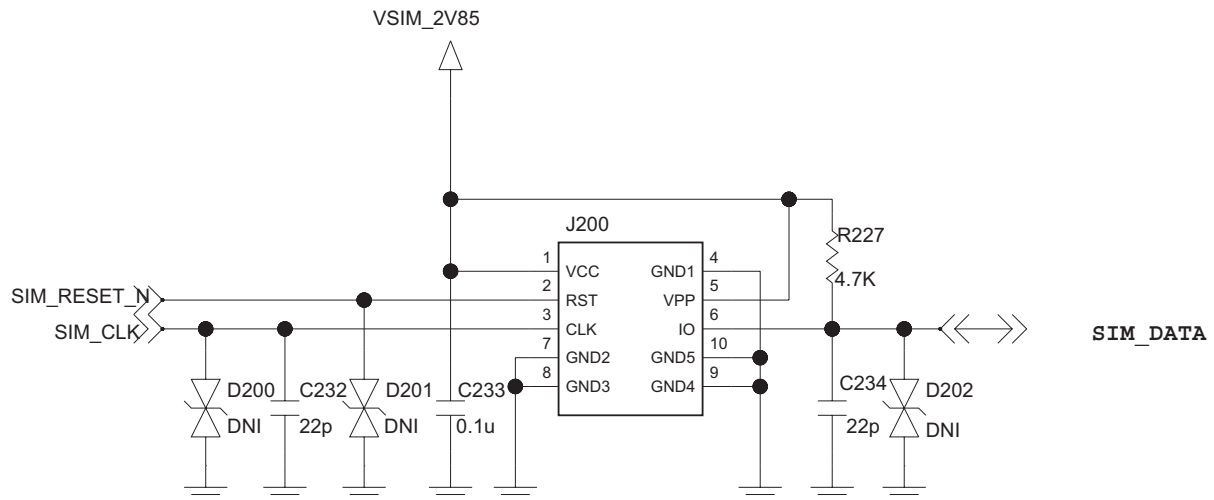 VSIM_2V85
J200
R227
4.7K
1 VCC GND1 4
2 RST VPP 5
3 CLK IO 6
7 GND2 GND5 10
8 GND3 GND4 9
SIM_RESET_N
SIM_CLK
SIM_DATA
D200 C232 D201 C233 C234 D202
DNI 22p DNI 0.1u 22p DNI